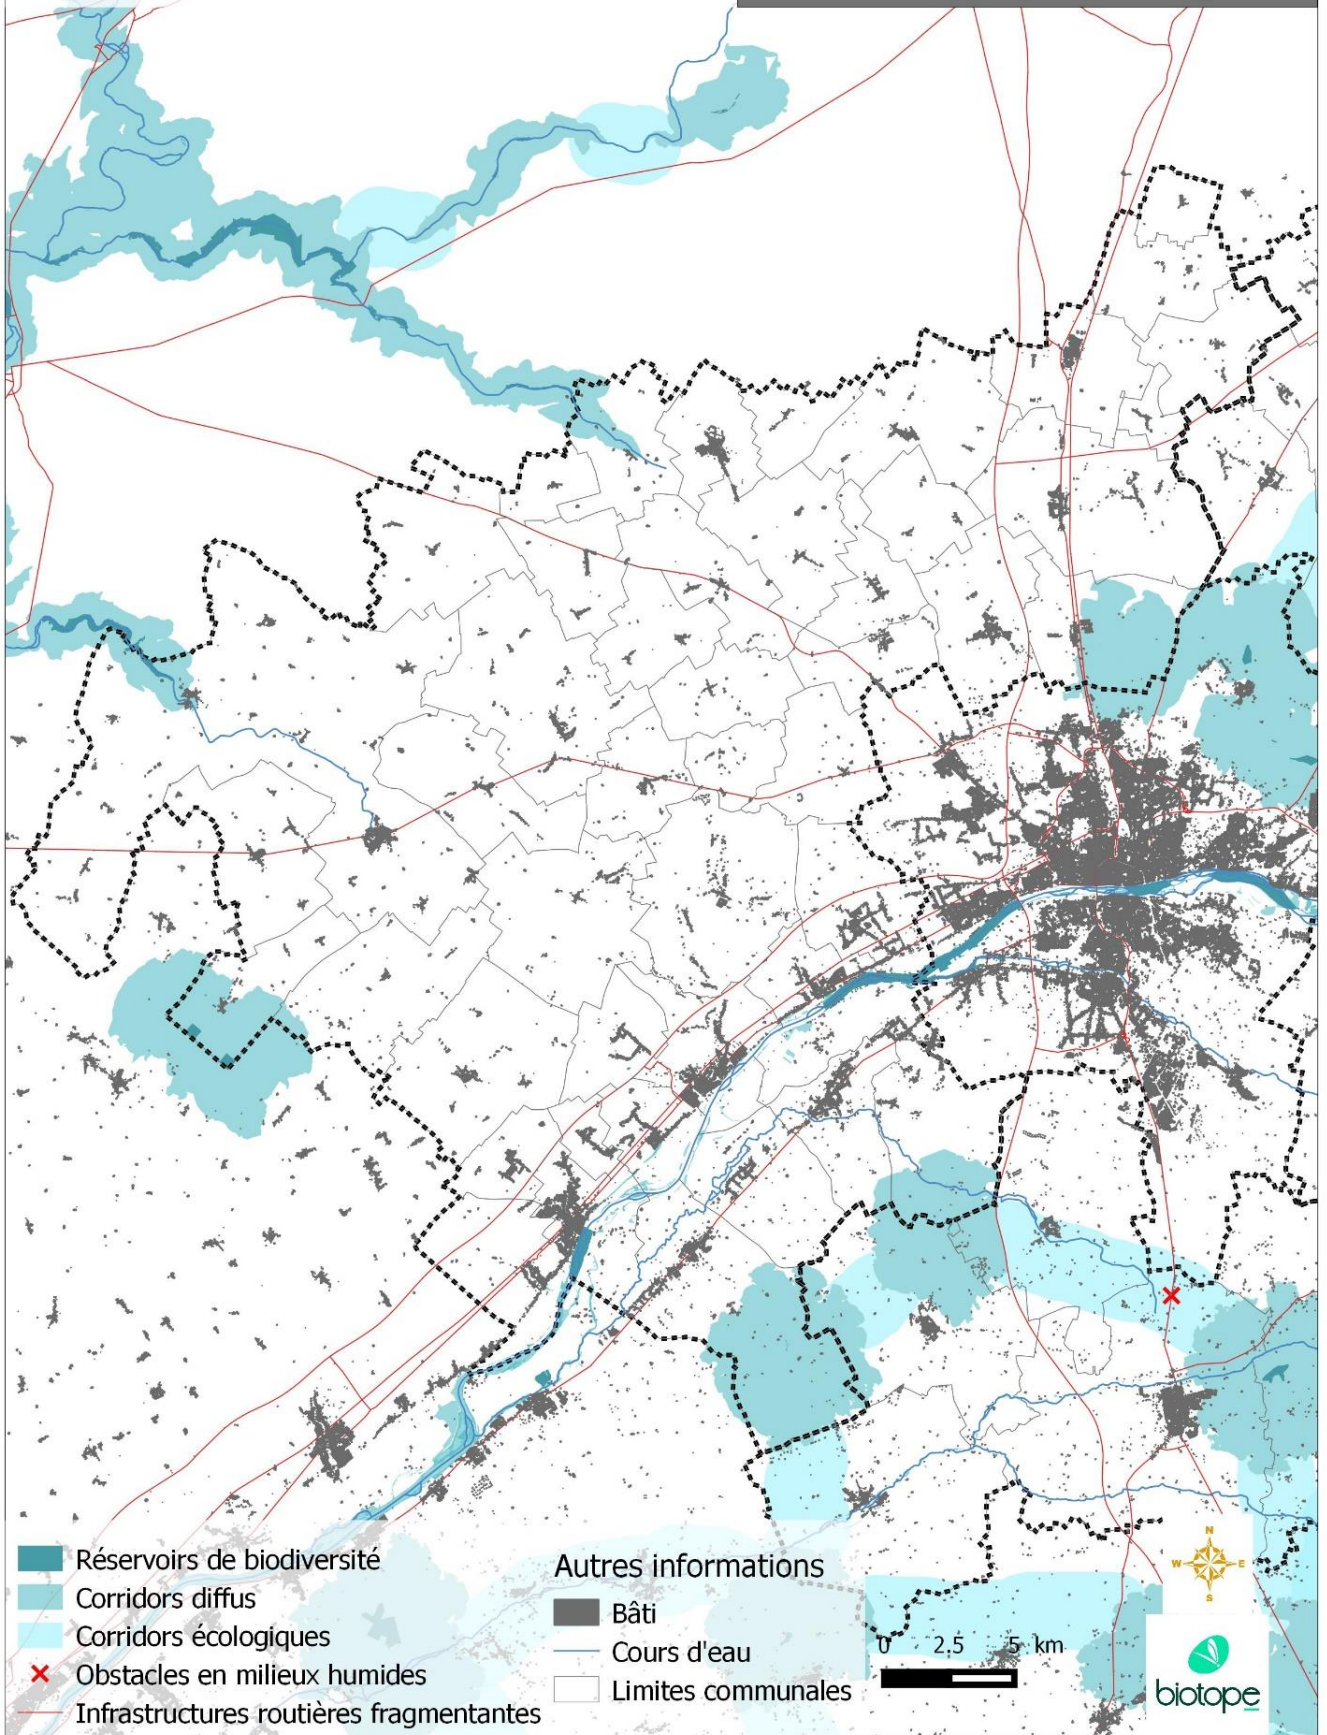 Réservoirs de biodiversité
Corridors diffus
Corridors écologiques
Obstacles en milieux humides
Infrastructures routières fragmentantes
Autres informations
Bâti
Cours d'eau
Limites communales
0 2.5 5 km
N
W E
S
biotope